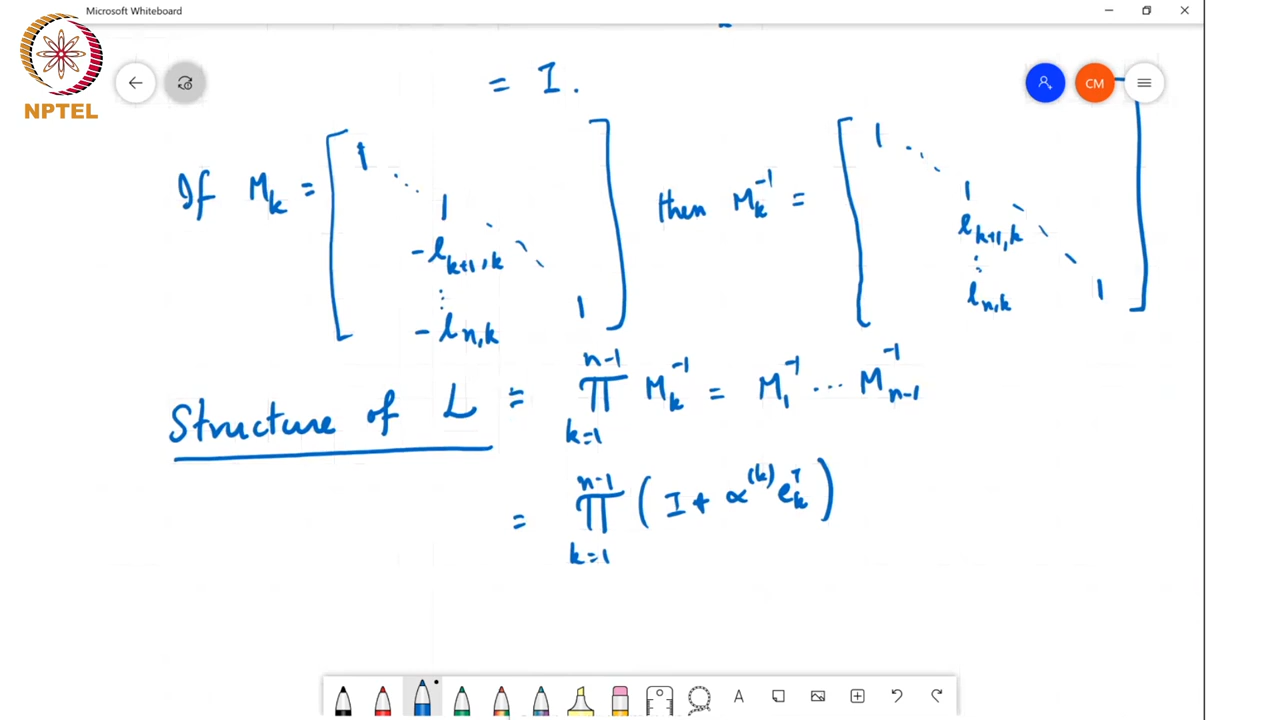 Microsoft Whiteboard
NPTEL
CM
= I.
If M_k = [1 ⋱ 1 -l_{k+1,k} ⋮ -l_{n,k} ⋱ 1] then M_k^{-1} = [1 ⋱ 1 l_{k+1,k} ⋮ l_{n,k} ⋱ 1]
Structure of L = ∏_{k=1}^{n-1} M_k^{-1} = M_1^{-1} ... M_{n-1}^{-1}
= ∏_{k=1}^{n-1} (I + α^{(k)} e_k^T)
A